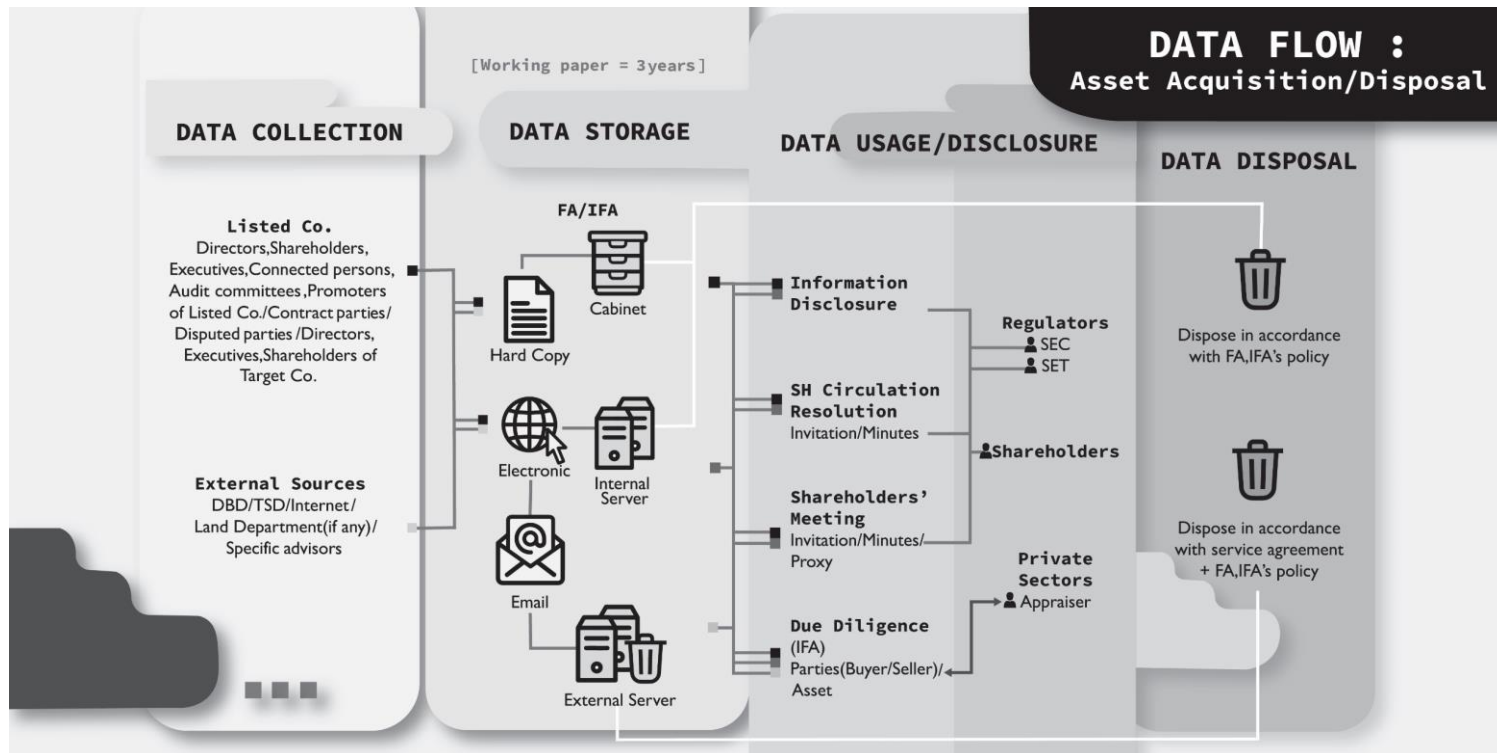 DATA FLOW :
Asset Acquisition/Disposal
DATA COLLECTION
Listed Co.
Directors,Shareholders,
Executives,Connected persons,
Audit committees,Promoters
of Listed Co./Contract parties/
Disputed parties/Directors,
Executives,Shareholders of
Target Co.
External Sources
DBD/TSD/Internet/
Land Department(if any)/
Specific advisors
[Working paper = 3years]
DATA STORAGE
FA/IFA
Cabinet
Hard Copy
Electronic
Internal
Server
Email
External Server
DATA USAGE/DISCLOSURE
Information
Disclosure
SH Circulation
Resolution
Invitation/Minutes
Shareholders’
Meeting
Invitation/Minutes/
Proxy
Due Diligence
(IFA)
Parties(Buyer/Seller)/
Asset
Regulators
SEC
SET
Shareholders
Private
Sectors
Appraiser
DATA DISPOSAL
Dispose in accordance
with FA,IFA’s policy
Dispose in accordance
with service agreement
+ FA,IFA’s policy